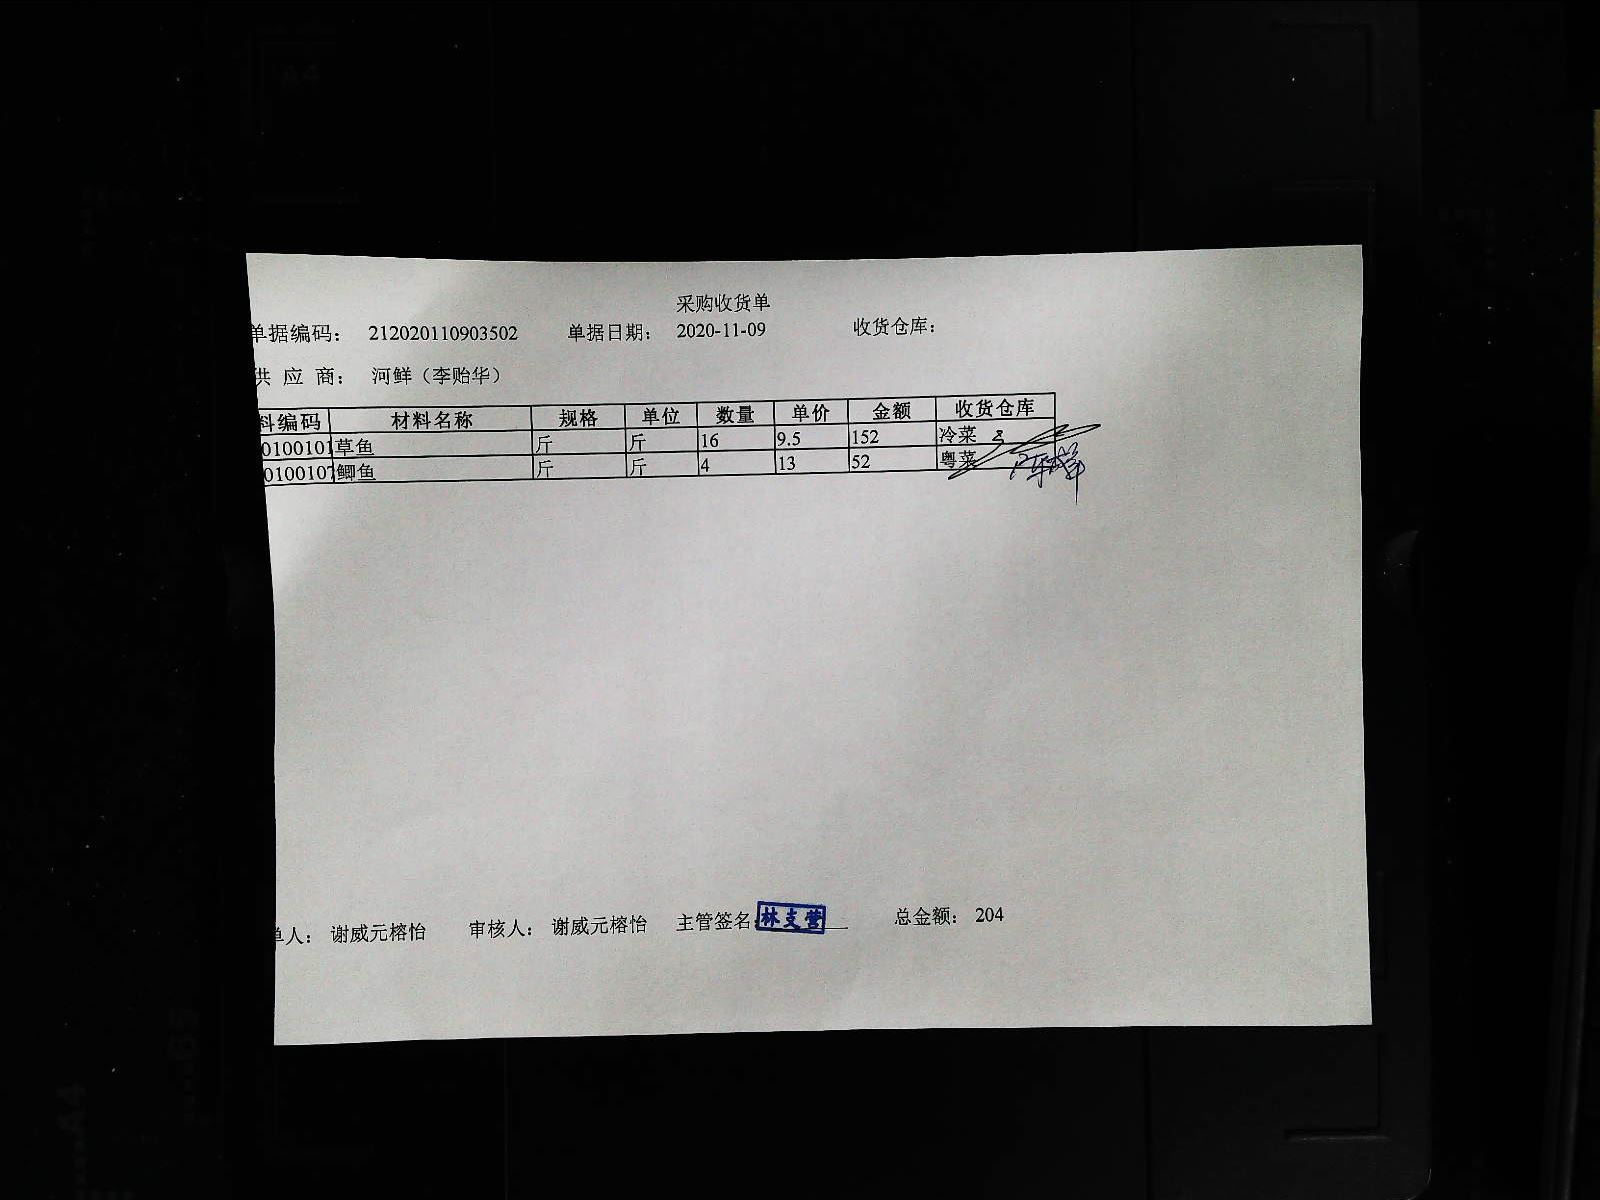 采购收货单
单据编码: 212020110903502 单据日期: 2020-11-09 收货仓库:
供 应 商: 河鲜（李贻华）
料编码 材料名称 规格 单位 数量 单价 金额 收货仓库
0100101 草鱼 斤 斤 16 9.5 152 冷菜
0100107 鲫鱼 斤 斤 4 13 52 粤菜
单人: 谢威元榕怡 审核人: 谢威元榕怡 主管签名: 林支营 总金额: 204